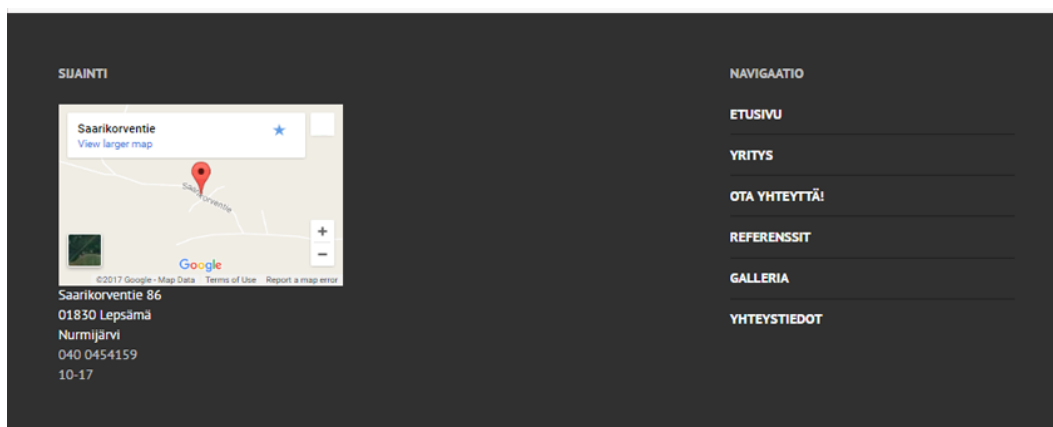 SIJAINTI
Saarikorventie
View larger map
Saarikorventie
+
−
Google
©2017 Google - Map Data Terms of Use Report a map error
Saarikorventie 86
01830 Lepsämä
Nurmijärvi
040 0454159
10-17
NAVIGAATIO
ETUSIVU
YRITYS
OTA YHTEYTTÄ!
REFERENSSIT
GALLERIA
YHTEYSTIEDOT